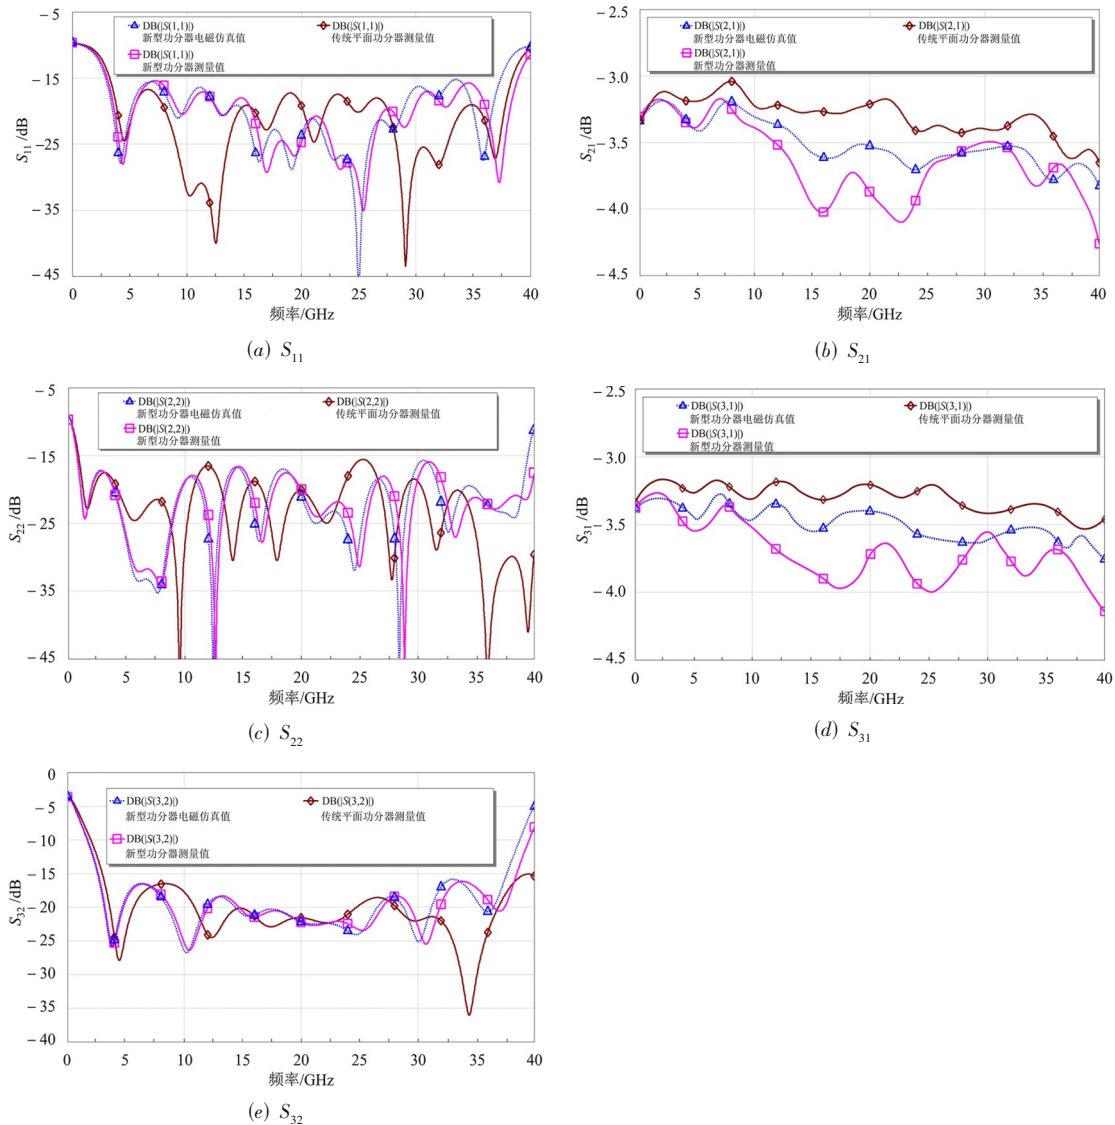 －5
－15
－25
－35
－45
S11 /dB
DB(|S(1,1)|)
新型功分器电磁仿真值
DB(|S(1,1)|)
传统平面功分器测量值
DB(|S(1,1)|)
新型功分器测量值
0 5 10 15 20 25 30 35 40
频率/GHz
(a) S11
－2.5
－3.0
－3.5
－4.0
－4.5
S21/dB
DB(|S(2,1)|)
新型功分器电磁仿真值
DB(|S(2,1)|)
传统平面功分器测量值
DB(|S(2,1)|)
新型功分器测量值
0 5 10 15 20 25 30 35 40
频率/GHz
(b) S21
－5
－15
－25
－35
－45
S22 /dB
DB(|S(2,2)|)
新型功分器电磁仿真值
DB(|S(2,2)|)
传统平面功分器测量值
DB(|S(2,2)|)
新型功分器测量值
0 5 10 15 20 25 30 35 40
频率/GHz
(c) S22
－2.5
－3.0
－3.5
－4.0
－4.5
S31 /dB
DB(|S(3,1)|)
新型功分器电磁仿真值
DB(|S(3,1)|)
传统平面功分器测量值
DB(|S(3,1)|)
新型功分器测量值
0 5 10 15 20 25 30 35 40
频率/GHz
(d) S31
0
－5
－10
－15
－20
－25
－30
－35
－40
S32 /dB
DB(|S(3,2)|)
新型功分器电磁仿真值
DB(|S(3,2)|)
传统平面功分器测量值
DB(|S(3,2)|)
新型功分器测量值
0 5 10 15 20 25 30 35 40
频率/GHz
(e) S32